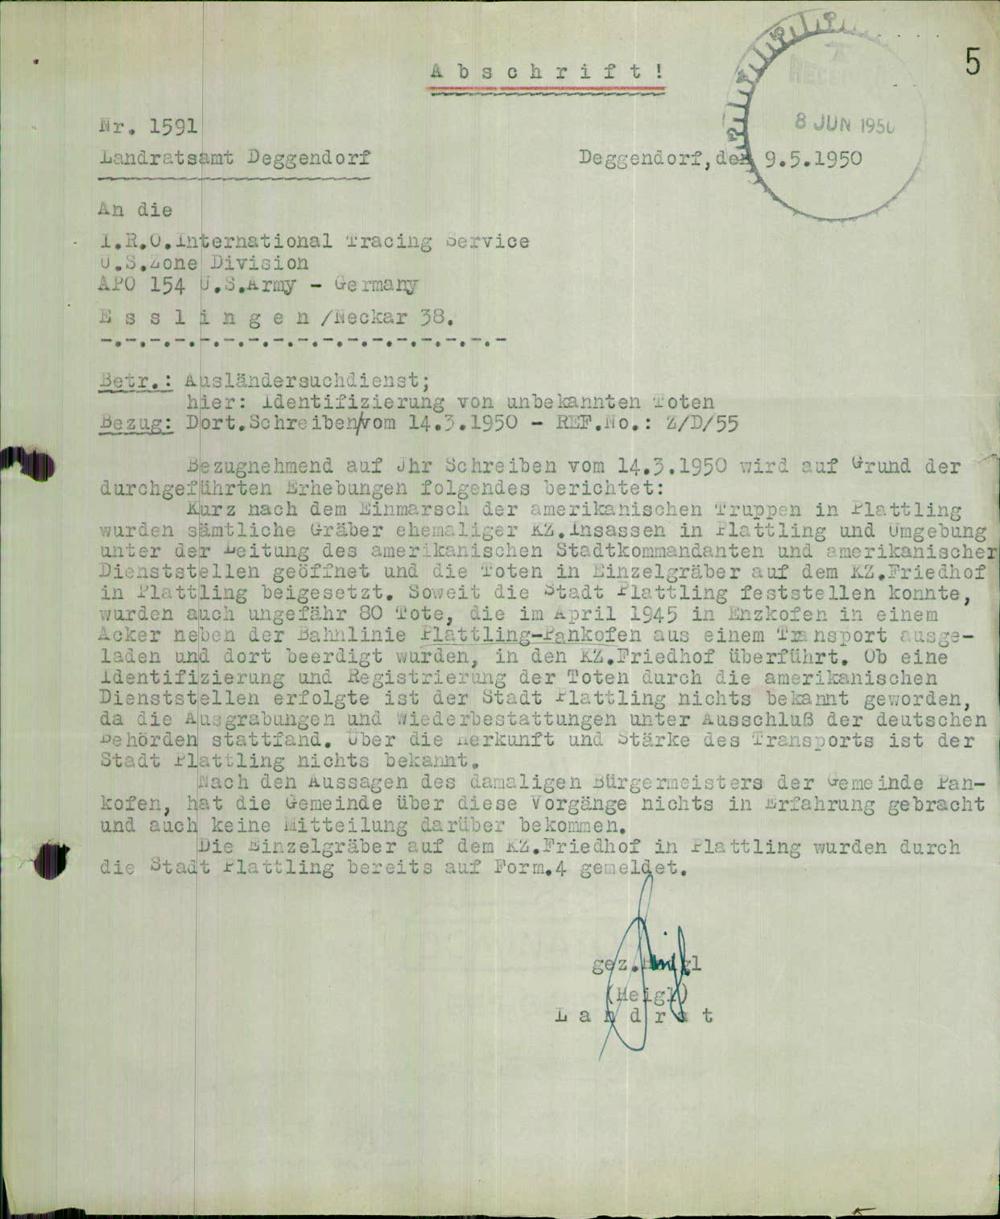 5
A b s c h r i f t !
RECEIVED
8 JUN 1950
Nr. 1591
Landratsamt Deggendorf
Deggendorf, den 9.5.1950
An die
I.R.O.International Tracing Service
U.S.Zone Division
APO 154 U.S.Army - Germany
E s s l i n g e n /Neckar 38.
-.-.-.-.-.-.-.-.-.-.-.-.-.-.-.-.-
Betr.: Ausländersuchdienst;
hier: Identifizierung von unbekannten Toten
Bezug: Dort.Schreiben/vom 14.3.1950 - REF.No.: Z/D/55
Bezugnehmend auf Jhr Schreiben vom 14.3.1950 wird auf Grund der
durchgeführten Erhebungen folgendes berichtet:
Kurz nach dem Einmarsch der amerikanischen Truppen in Plattling
wurden sämtliche Gräber ehemaliger KZ.Insassen in Plattling und Umgebung
unter der Leitung des amerikanischen Stadtkommandanten und amerikanischer
Dienststellen geöffnet und die Toten in Einzelgräber auf dem KZ.Friedhof
in Plattling beigesetzt. Soweit die Stadt Plattling feststellen konnte,
wurden auch ungefähr 80 Tote, die im April 1945 in Enzkofen in einem
Acker neben der Bahnlinie Plattling-Pankofen aus einem Transport ausge-
laden und dort beerdigt wurden, in den KZ.Friedhof überführt. Ob eine
Identifizierung und Registrierung der Toten durch die amerikanischen
Dienststellen erfolgte ist der Stadt Plattling nichts bekannt geworden,
da die Ausgrabungen und Wiederbestattungen unter Ausschluß der deutschen
Behörden stattfand. Über die Herkunft und Stärke des Transports ist der
Stadt Plattling nichts bekannt.
Nach den Aussagen des damaligen Bürgermeisters der Gemeinde Pan-
kofen, hat die Gemeinde über diese Vorgänge nichts in Erfahrung gebracht
und auch keine Mitteilung darüber bekommen.
Die Einzelgräber auf dem KZ.Friedhof in Plattling wurden durch
die Stadt Plattling bereits auf Form.4 gemeldet.
gez.Heigl
(Heigl)
L a n d r a t